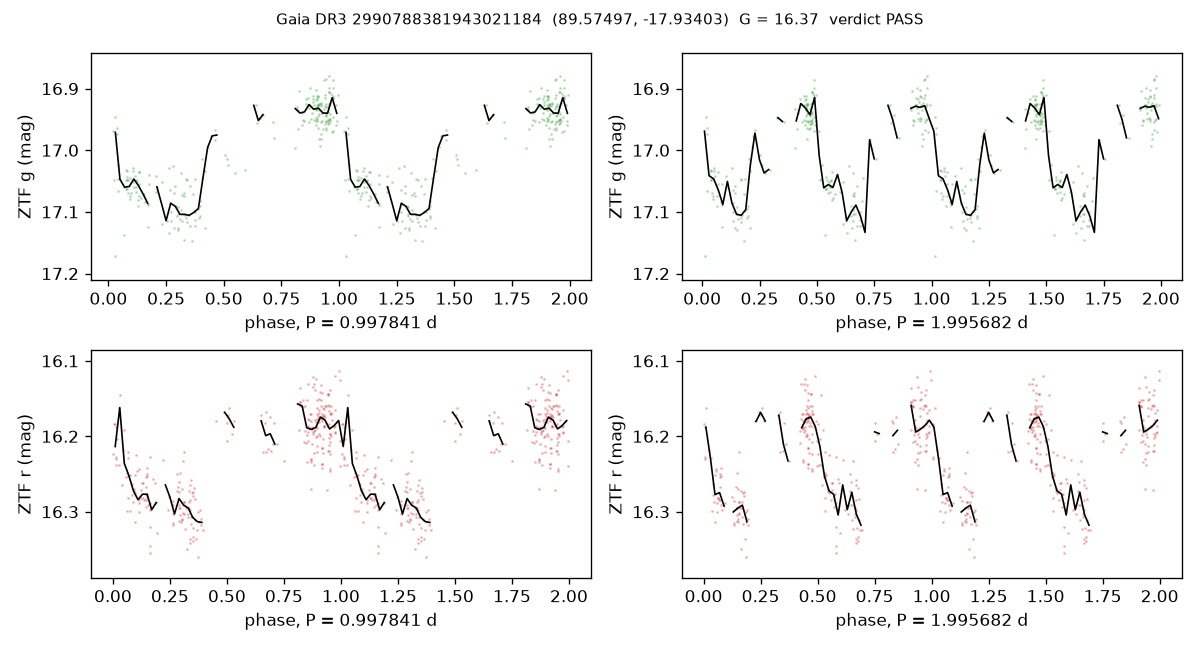 Gaia DR3 2990788381943021184 (89.57497, -17.93403) G = 16.37 verdict PASS
ZTF g (mag)
16.9
17.0
17.1
17.2
0.00 0.25 0.50 0.75 1.00 1.25 1.50 1.75 2.00
phase, P = 0.997841 d
ZTF g (mag)
16.9
17.0
17.1
17.2
0.00 0.25 0.50 0.75 1.00 1.25 1.50 1.75 2.00
phase, P = 1.995682 d
ZTF r (mag)
16.1
16.2
16.3
0.00 0.25 0.50 0.75 1.00 1.25 1.50 1.75 2.00
phase, P = 0.997841 d
ZTF r (mag)
16.1
16.2
16.3
0.00 0.25 0.50 0.75 1.00 1.25 1.50 1.75 2.00
phase, P = 1.995682 d